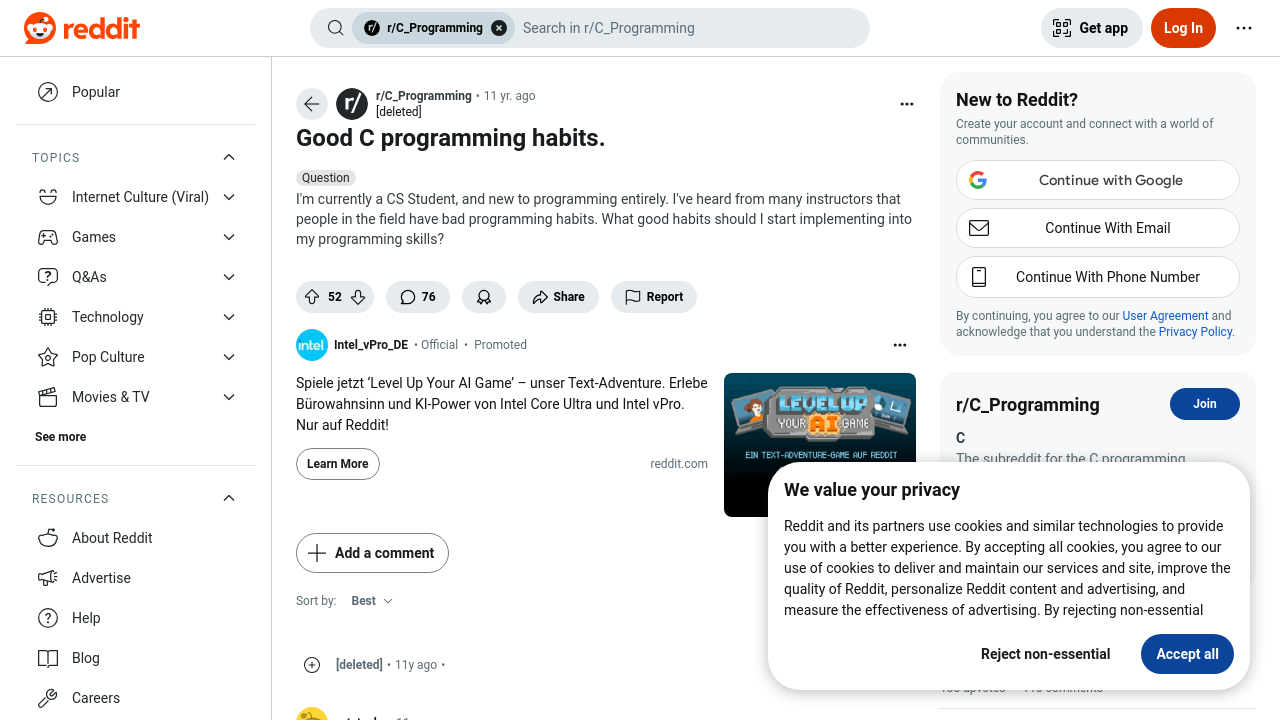 reddit
r/C_Programming
Search in r/C_Programming
Get app
Log In
Popular
TOPICS
Internet Culture (Viral)
Games
Q&As
Technology
Pop Culture
Movies & TV
See more
RESOURCES
About Reddit
Advertise
Help
Blog
Careers
r/
r/C_Programming • 11 yr. ago
[deleted]
Good C programming habits.
Question
I'm currently a CS Student, and new to programming entirely. I've heard from many instructors that
people in the field have bad programming habits. What good habits should I start implementing into
my programming skills?
52
76
Share
Report
intel
Intel_vPro_DE • Official • Promoted
Spiele jetzt ‘Level Up Your AI Game’ – unser Text-Adventure. Erlebe
Bürowahnsinn und KI-Power von Intel Core Ultra und Intel vPro.
Nur auf Reddit!
Learn More
reddit.com
LEVEL UP
YOUR AI GAME
EIN TEXT-ADVENTURE-GAME AUF REDDIT
Add a comment
Sort by: Best
[deleted] • 11y ago •
New to Reddit?
Create your account and connect with a world of
communities.
Continue with Google
Continue With Email
Continue With Phone Number
By continuing, you agree to our User Agreement and
acknowledge that you understand the Privacy Policy.
r/C_Programming
Join
C
The subreddit for the C programming
We value your privacy
Reddit and its partners use cookies and similar technologies to provide
you with a better experience. By accepting all cookies, you agree to our
use of cookies to deliver and maintain our services and site, improve the
quality of Reddit, personalize Reddit content and advertising, and
measure the effectiveness of advertising. By rejecting non-essential
Reject non-essential
Accept all